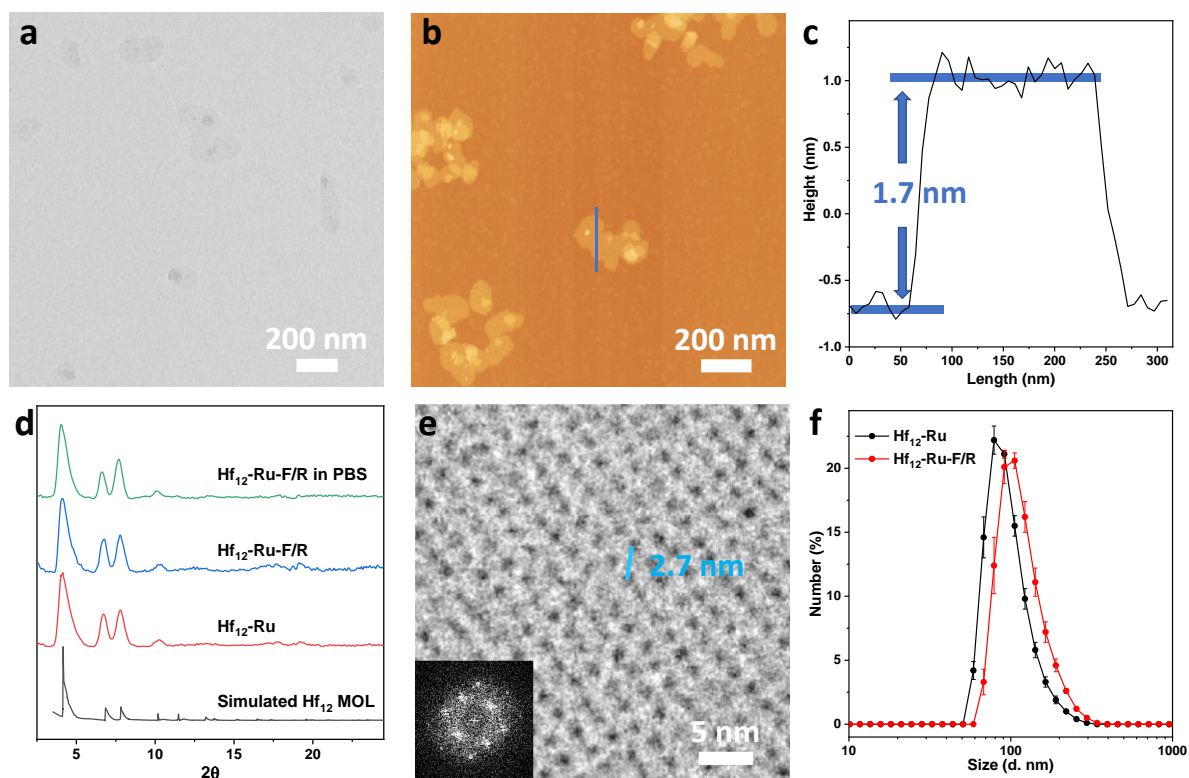 a
200 nm
b
200 nm
c
1.0
0.5
0.0
-0.5
-1.0
Height (nm)
1.7 nm
0 50 100 150 200 250 300
Length (nm)
d
Hf₁₂-Ru-F/R in PBS
Hf₁₂-Ru-F/R
Hf₁₂-Ru
Simulated Hf₁₂ MOL
5 10 15 20
2θ
e
2.7 nm
5 nm
f
Hf₁₂-Ru
Hf₁₂-Ru-F/R
20
15
10
5
0
Number (%)
10 100 1000
Size (d. nm)